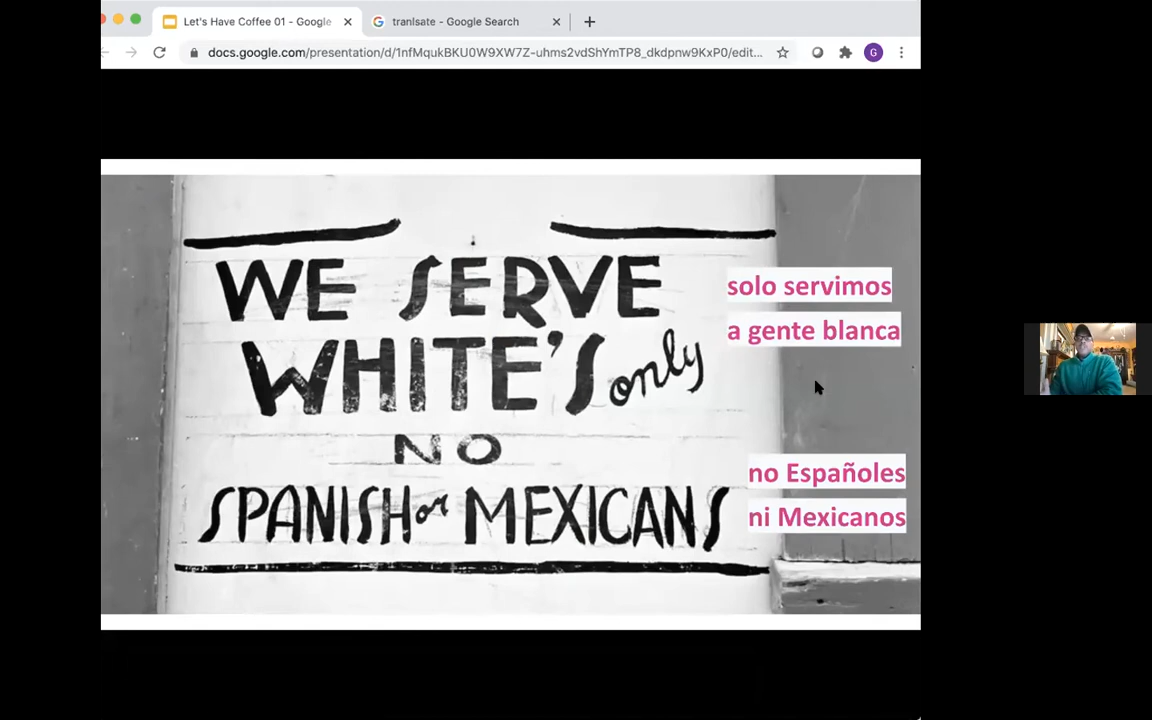 Let's Have Coffee 01 - Google
tranlsate - Google Search
docs.google.com/presentation/d/1nfMqukBKU0W9XW7Z-uhms2vdShYmTP8_dkdpnw9KxP0/edit...
G
WE SERVE
WHITE'S only
NO
SPANISH or MEXICANS
solo servimos
a gente blanca
no Españoles
ni Mexicanos